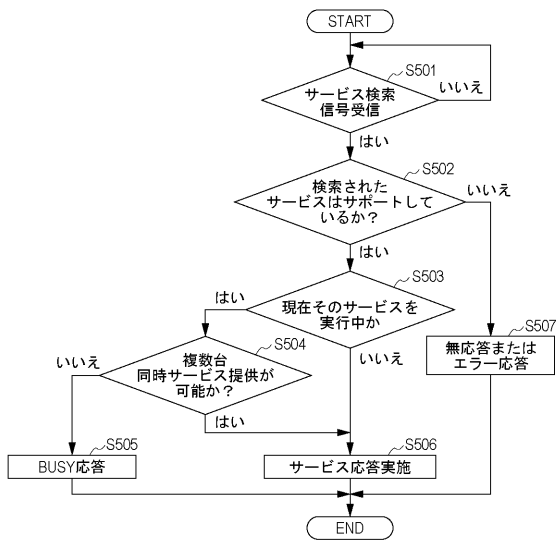 START
S501
サービス検索
信号受信
いいえ
はい
S502
検索された
サービスはサポートして
いるか？
いいえ
はい
S503
現在そのサービスを
実行中か
はい
いいえ
S504
複数台
同時サービス提供が
可能か？
いいえ
はい
S507
無応答または
エラー応答
S505
BUSY応答
S506
サービス応答実施
END